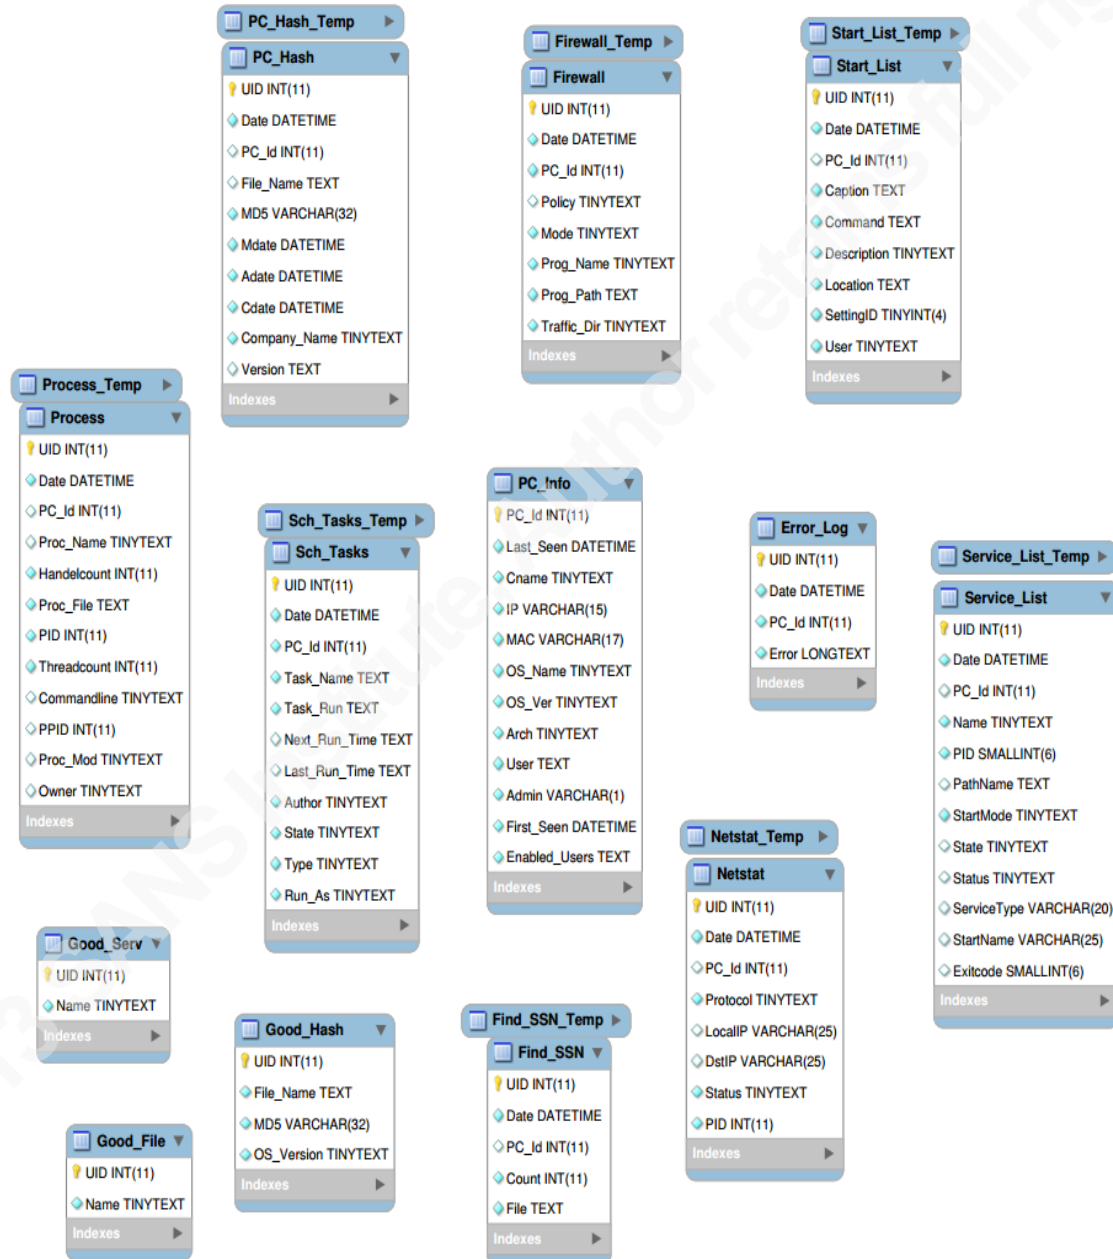 PC_Hash_Temp
PC_Hash
UID INT(11)
Date DATETIME
PC_Id INT(11)
File_Name TEXT
MD5 VARCHAR(32)
Mdate DATETIME
Adate DATETIME
Cdate DATETIME
Company_Name TINYTEXT
Version TEXT
Indexes
Firewall_Temp
Firewall
UID INT(11)
Date DATETIME
PC_Id INT(11)
Policy TINYTEXT
Mode TINYTEXT
Prog_Name TINYTEXT
Prog_Path TEXT
Traffic_Dir TINYTEXT
Indexes
Start_List_Temp
Start_List
UID INT(11)
Date DATETIME
PC_Id INT(11)
Caption TEXT
Command TEXT
Description TINYTEXT
Location TEXT
SettingID TINYINT(4)
User TINYTEXT
Indexes
Process_Temp
Process
UID INT(11)
Date DATETIME
PC_Id INT(11)
Proc_Name TINYTEXT
Handelcount INT(11)
Proc_File TEXT
PID INT(11)
Threadcount INT(11)
Commandline TINYTEXT
PPID INT(11)
Proc_Mod TINYTEXT
Owner TINYTEXT
Indexes
Sch_Tasks_Temp
Sch_Tasks
UID INT(11)
Date DATETIME
PC_Id INT(11)
Task_Name TEXT
Task_Run TEXT
Next_Run_Time TEXT
Last_Run_Time TEXT
Author TINYTEXT
State TINYTEXT
Type TINYTEXT
Run_As TINYTEXT
Indexes
PC_Info
PC_Id INT(11)
Last_Seen DATETIME
Cname TINYTEXT
IP VARCHAR(15)
MAC VARCHAR(17)
OS_Name TINYTEXT
OS_Ver TINYTEXT
Arch TINYTEXT
User TEXT
Admin VARCHAR(1)
First_Seen DATETIME
Enabled_Users TEXT
Indexes
Error_Log
UID INT(11)
Date DATETIME
PC_Id INT(11)
Error LONGTEXT
Indexes
Service_List_Temp
Service_List
UID INT(11)
Date DATETIME
PC_Id INT(11)
Name TINYTEXT
PID SMALLINT(6)
PathName TEXT
StartMode TINYTEXT
State TINYTEXT
Status TINYTEXT
ServiceType VARCHAR(20)
StartName VARCHAR(25)
Exitcode SMALLINT(6)
Indexes
Netstat_Temp
Netstat
UID INT(11)
Date DATETIME
PC_Id INT(11)
Protocol TINYTEXT
LocalIP VARCHAR(25)
DstIP VARCHAR(25)
Status TINYTEXT
PID INT(11)
Indexes
Good_Serv
UID INT(11)
Name TINYTEXT
Indexes
Good_Hash
UID INT(11)
File_Name TEXT
MD5 VARCHAR(32)
OS_Version TINYTEXT
Indexes
Find_SSN_Temp
Find_SSN
UID INT(11)
Date DATETIME
PC_Id INT(11)
Count INT(11)
File TEXT
Indexes
Good_File
UID INT(11)
Name TINYTEXT
Indexes
13 SANS Institute, Author retains full